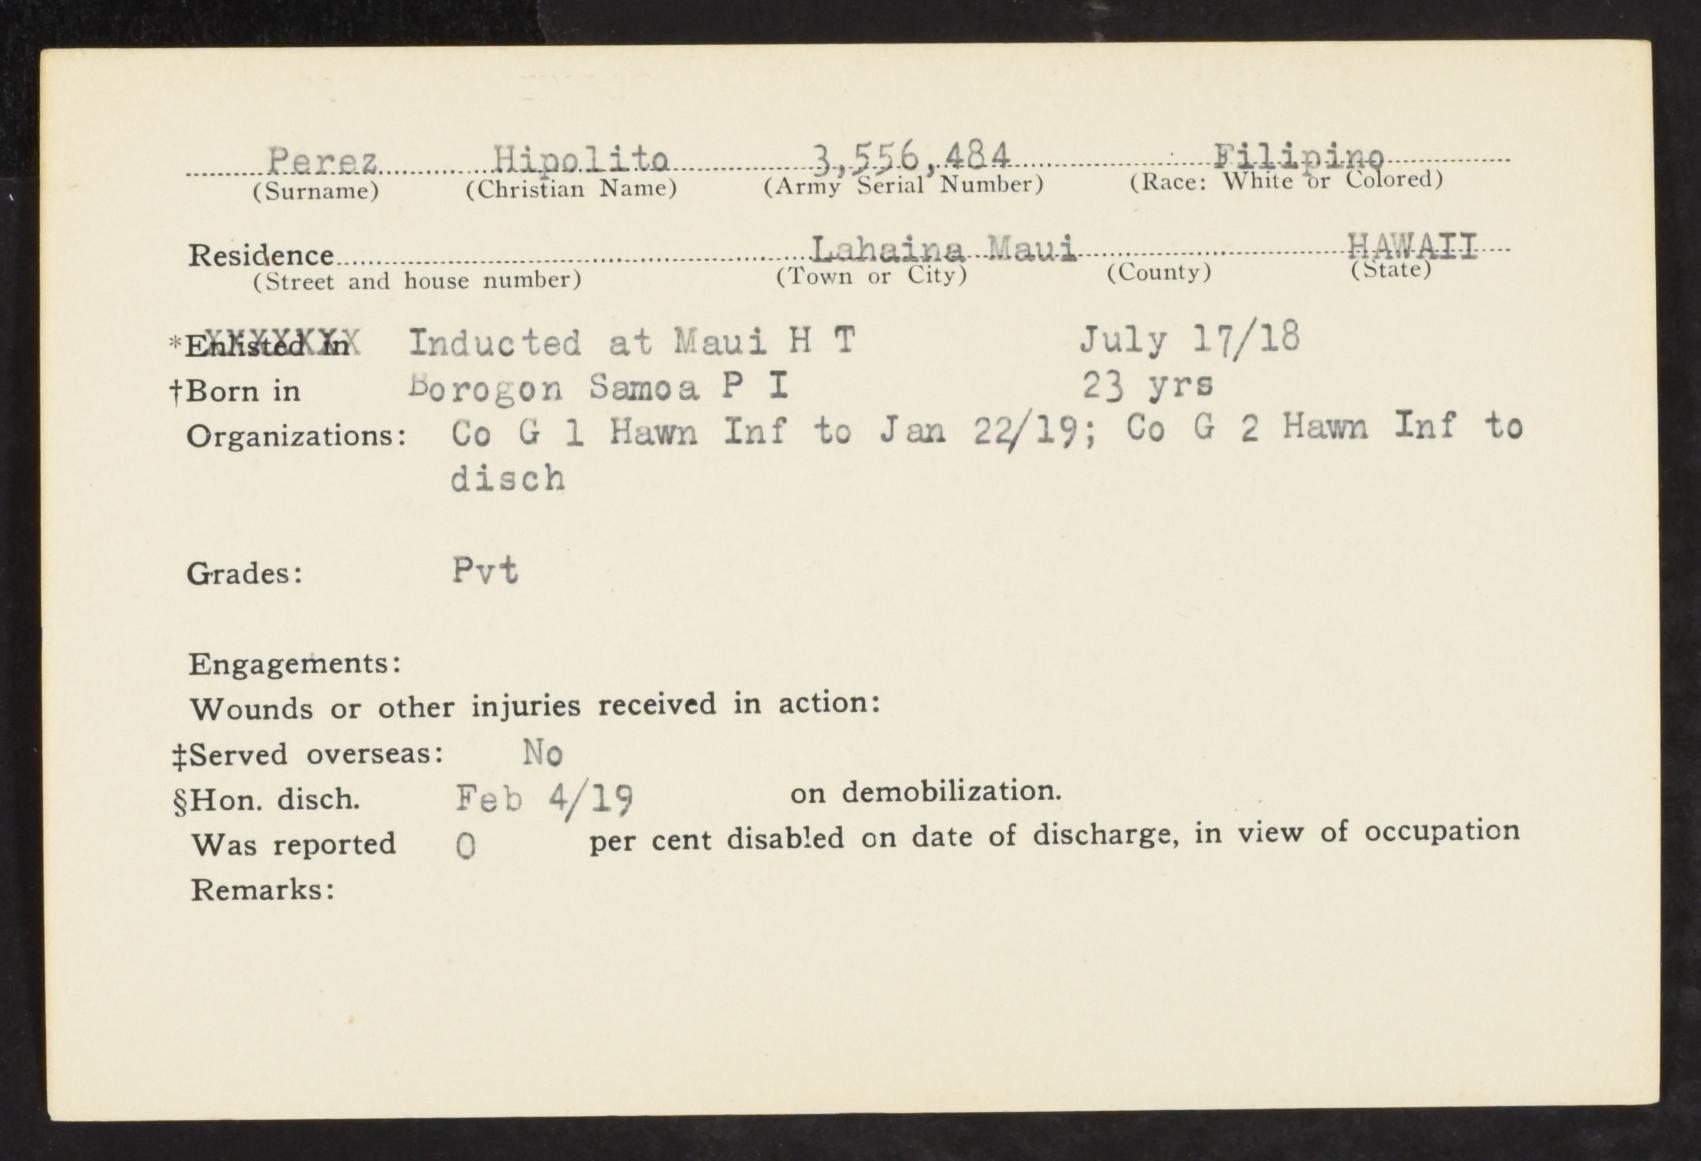 Perez Hipolito 3,556,484 Filipino
(Surname) (Christian Name) (Army Serial Number) (Race: White or Colored)
Residence Lahaina Maui HAWAII
(Street and house number) (Town or City) (County) (State)
*Enlisted in XXXXXXX Inducted at Maui H T July 17/18
†Born in Borogon Samoa P I 23 yrs
Organizations: Co G 1 Hawn Inf to Jan 22/19; Co G 2 Hawn Inf to
disch
Grades: Pvt
Engagements:
Wounds or other injuries received in action:
‡Served overseas: No
§Hon. disch. Feb 4/19 on demobilization.
Was reported 0 per cent disabled on date of discharge, in view of occupation
Remarks: